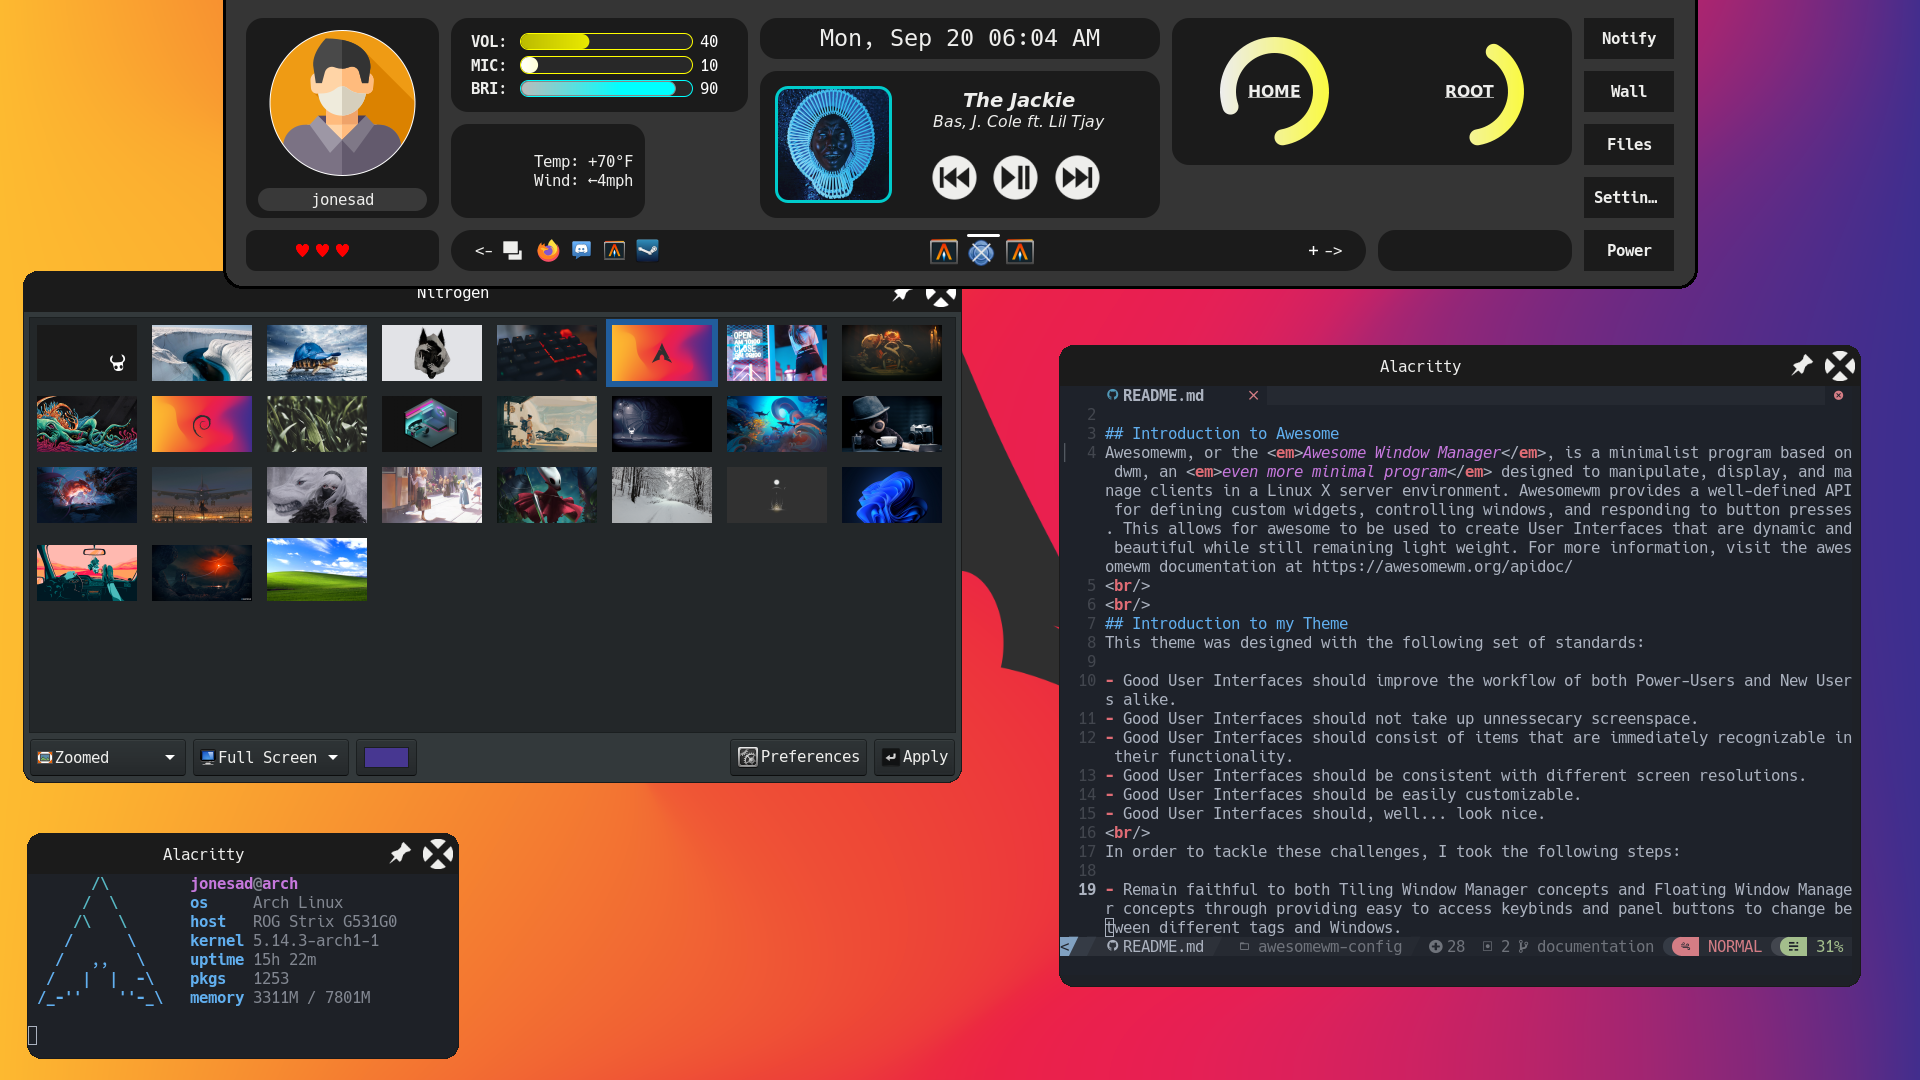 VOL: 40
MIC: 10
BRI: 90
Mon, Sep 20 06:04 AM
The Jackie
Bas, J. Cole ft. Lil Tjay
HOME
ROOT
Notify
Wall
Files
Settin…
Power
Temp: +70°F
Wind: ←4mph
jonesad
<-
+ ->
Nitrogen
OPEN
CLOSE
Zoomed
Full Screen
Preferences
Apply
Alacritty
jonesad@arch
os Arch Linux
host ROG Strix G531G0
kernel 5.14.3-arch1-1
uptime 15h 22m
pkgs 1253
memory 3311M / 7801M
Alacritty
README.md
2
3 ## Introduction to Awesome
4 Awesomewm, or the <em>Awesome Window Manager</em>, is a minimalist program based on
dwm, an <em>even more minimal program</em> designed to manipulate, display, and ma
nage clients in a Linux X server environment. Awesomewm provides a well-defined API
for defining custom widgets, controlling windows, and responding to button presses
. This allows for awesome to be used to create User Interfaces that are dynamic and
beautiful while still remaining light weight. For more information, visit the awes
omewm documentation at https://awesomewm.org/apidoc/
5 <br/>
6 <br/>
7 ## Introduction to my Theme
8 This theme was designed with the following set of standards:
9
10 - Good User Interfaces should improve the workflow of both Power-Users and New User
s alike.
11 - Good User Interfaces should not take up unnessecary screenspace.
12 - Good User Interfaces should consist of items that are immediately recognizable in
their functionality.
13 - Good User Interfaces should be consistent with different screen resolutions.
14 - Good User Interfaces should be easily customizable.
15 - Good User Interfaces should, well... look nice.
16 <br/>
17 In order to tackle these challenges, I took the following steps:
18
19 - Remain faithful to both Tiling Window Manager concepts and Floating Window Manage
r concepts through providing easy to access keybinds and panel buttons to change be
tween different tags and Windows.
< README.md awesomewm-config 28 2 documentation NORMAL 31%